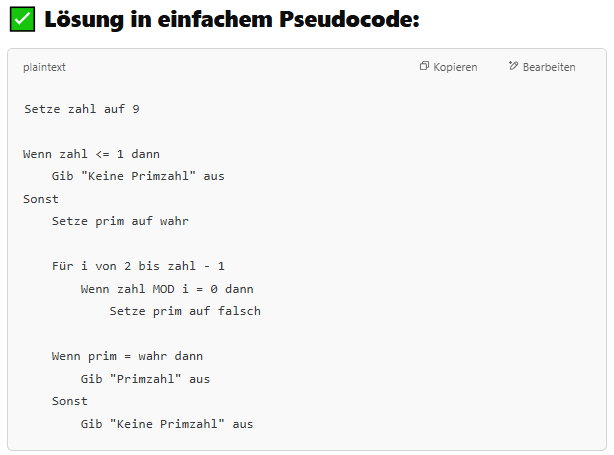 ✅ Lösung in einfachem Pseudocode:
plaintext
Kopieren
Bearbeiten
Setze zahl auf 9
Wenn zahl <= 1 dann
    Gib "Keine Primzahl" aus
Sonst
    Setze prim auf wahr
    Für i von 2 bis zahl - 1
        Wenn zahl MOD i = 0 dann
            Setze prim auf falsch
    Wenn prim = wahr dann
        Gib "Primzahl" aus
    Sonst
        Gib "Keine Primzahl" aus